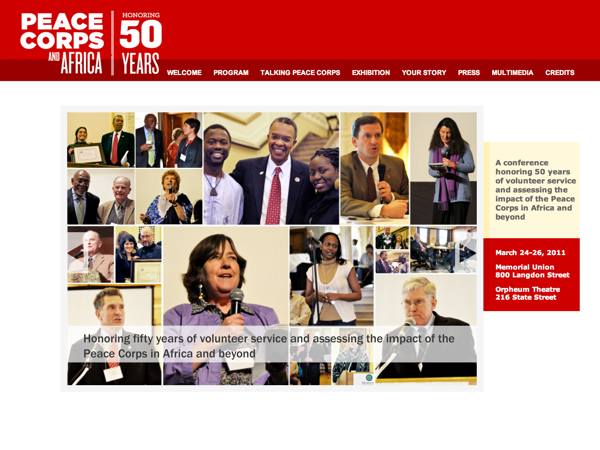 PEACE
CORPS
AND AFRICA
HONORING
50
YEARS
WELCOME PROGRAM TALKING PEACE CORPS EXHIBITION YOUR STORY PRESS MULTIMEDIA CREDITS
A conference
honoring 50 years
of volunteer service
and assessing the
impact of the Peace
Corps in Africa and
beyond
March 24-26, 2011
Memorial Union
800 Langdon Street
Orpheum Theatre
216 State Street
Honoring fifty years of volunteer service and assessing the impact of the
Peace Corps in Africa and beyond